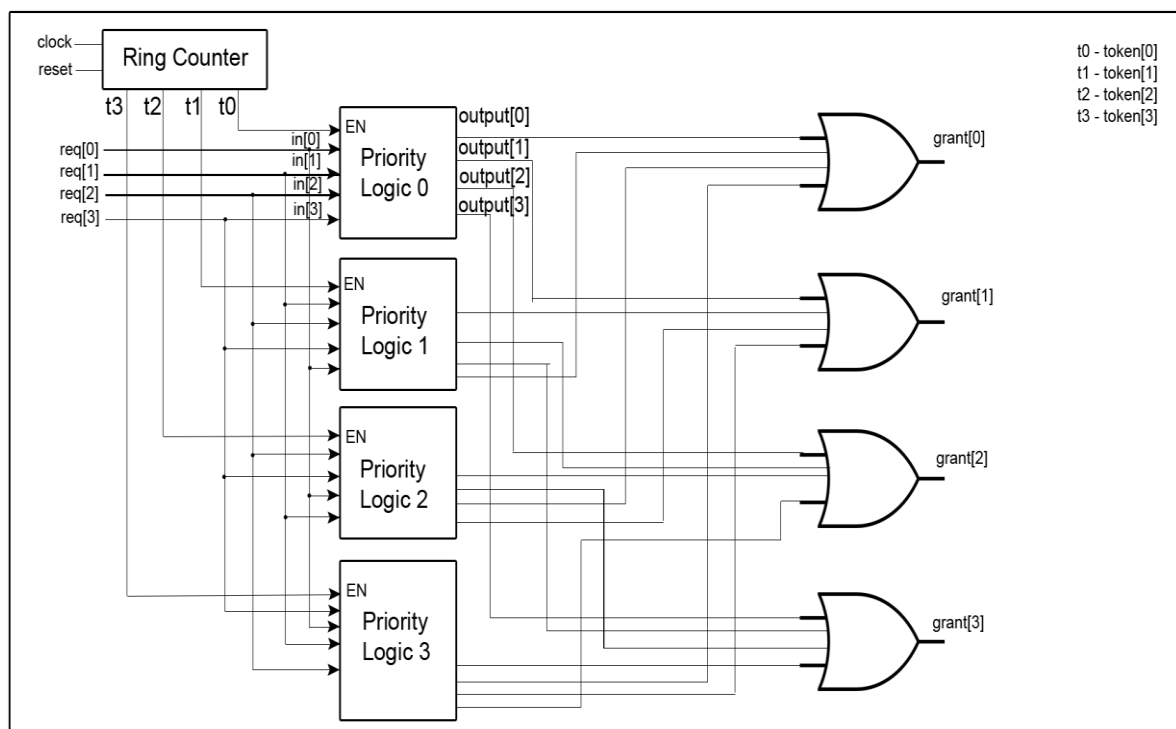 clock
reset
Ring Counter
t3 t2 t1 t0
t0 - token[0]
t1 - token[1]
t2 - token[2]
t3 - token[3]
req[0]
req[1]
req[2]
req[3]
in[0]
in[1]
in[2]
in[3]
EN
Priority
Logic 0
output[0]
output[1]
output[2]
output[3]
grant[0]
EN
Priority
Logic 1
grant[1]
EN
Priority
Logic 2
grant[2]
EN
Priority
Logic 3
grant[3]